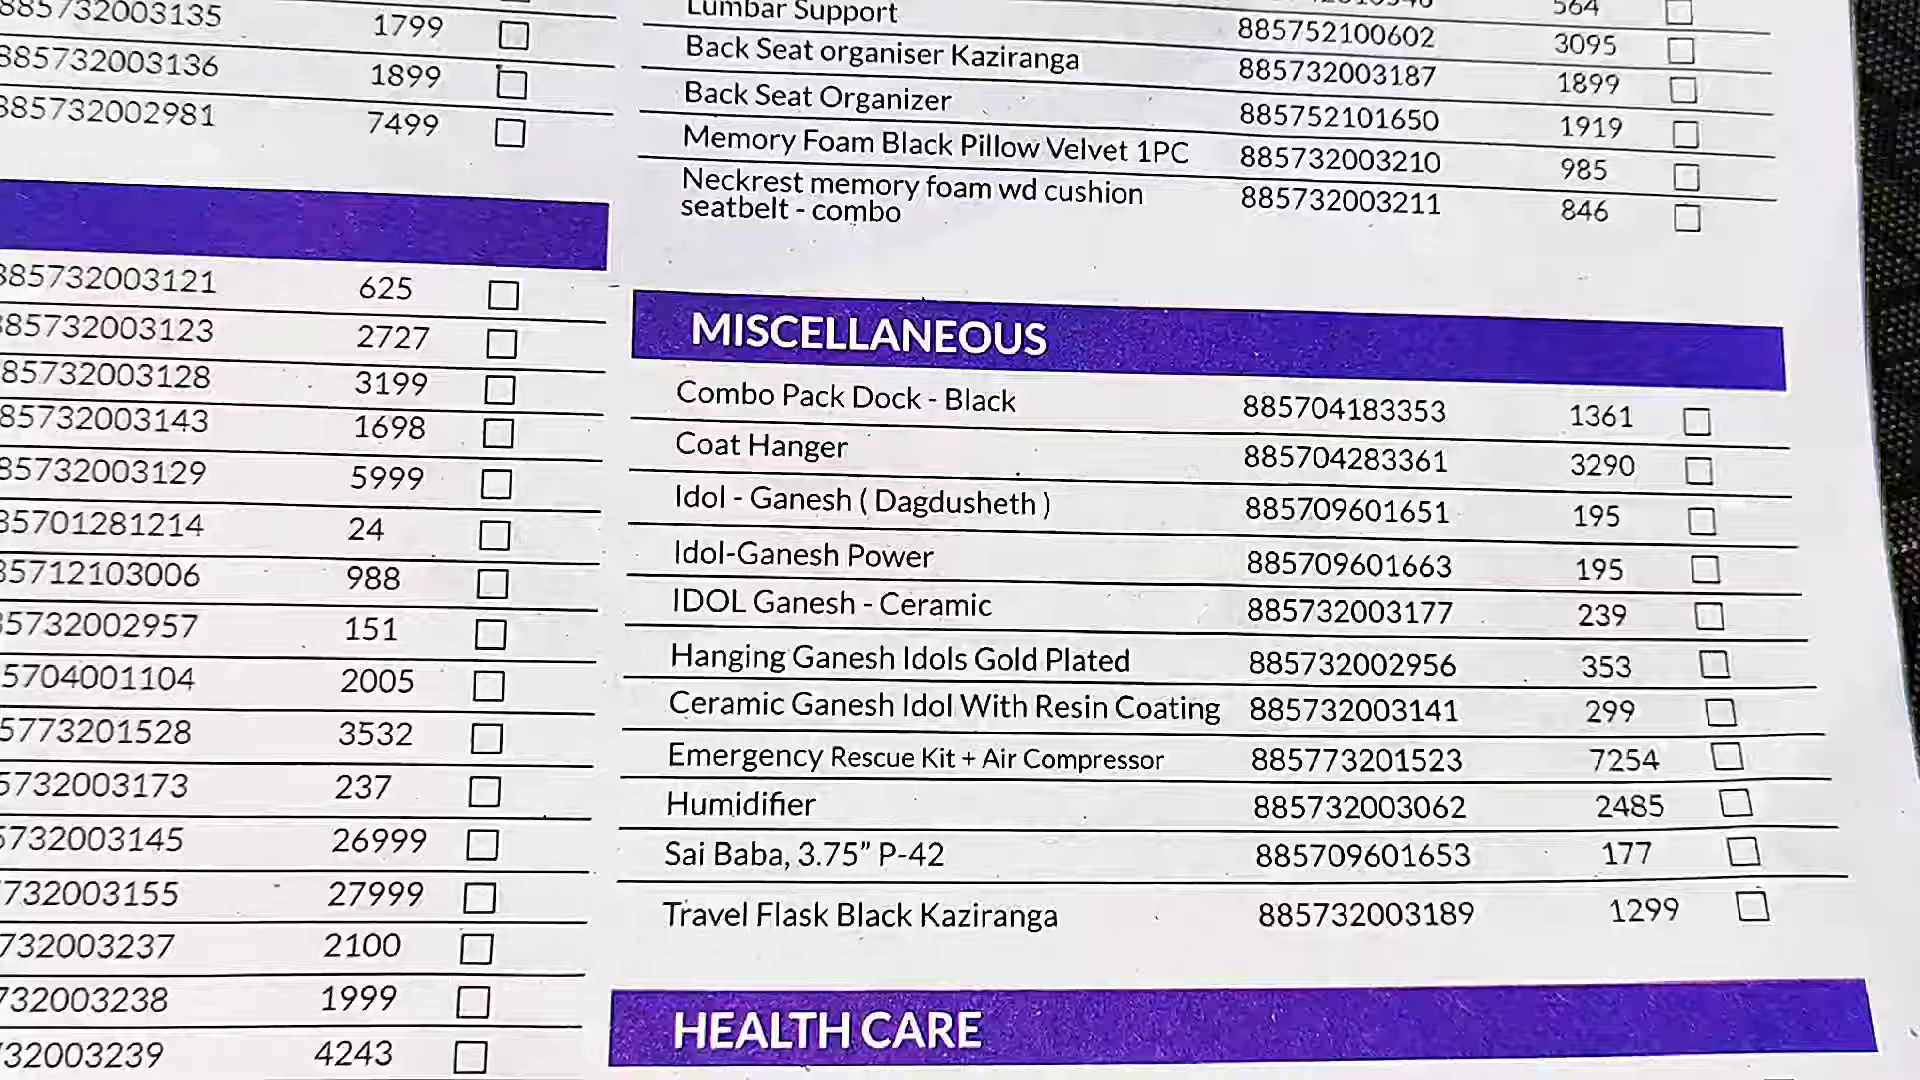 885732003135 1799
885732003136 1899
885732002981 7499
885732003121 625
885732003123 2727
885732003128 3199
85732003143 1698
85732003129 5999
85701281214 24
85712103006 988
5732002957 151
5704001104 2005
5773201528 3532
5732003173 237
5732003145 26999
732003155 27999
732003237 2100
732003238 1999
732003239 4243
564
Lumbar Support 885752100602 3095
Back Seat organiser Kaziranga 885732003187 1899
Back Seat Organizer 885752101650 1919
Memory Foam Black Pillow Velvet 1PC 885732003210 985
Neckrest memory foam wd cushion
seatbelt - combo 885732003211 846
MISCELLANEOUS
Combo Pack Dock - Black 885704183353 1361
Coat Hanger 885704283361 3290
Idol - Ganesh ( Dagdusheth ) 885709601651 195
Idol-Ganesh Power 885709601663 195
IDOL Ganesh - Ceramic 885732003177 239
Hanging Ganesh Idols Gold Plated 885732002956 353
Ceramic Ganesh Idol With Resin Coating 885732003141 299
Emergency Rescue Kit + Air Compressor 885773201523 7254
Humidifier 885732003062 2485
Sai Baba, 3.75” P-42 885709601653 177
Travel Flask Black Kaziranga 885732003189 1299
HEALTH CARE